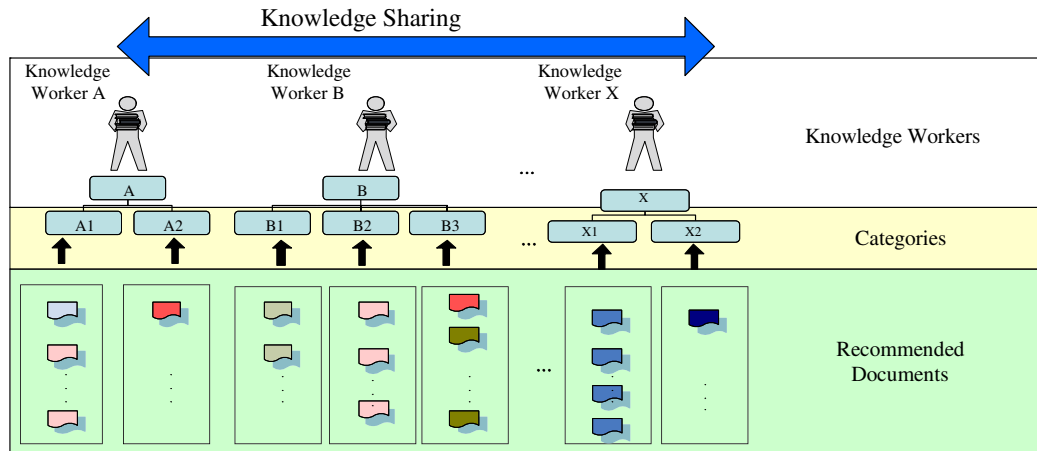 Knowledge Sharing
Knowledge
Worker A
Knowledge
Worker B
Knowledge
Worker X
Knowledge Workers
...
A
B
X
A1
A2
B1
B2
B3
...
X1
X2
Categories
...
Recommended
Documents